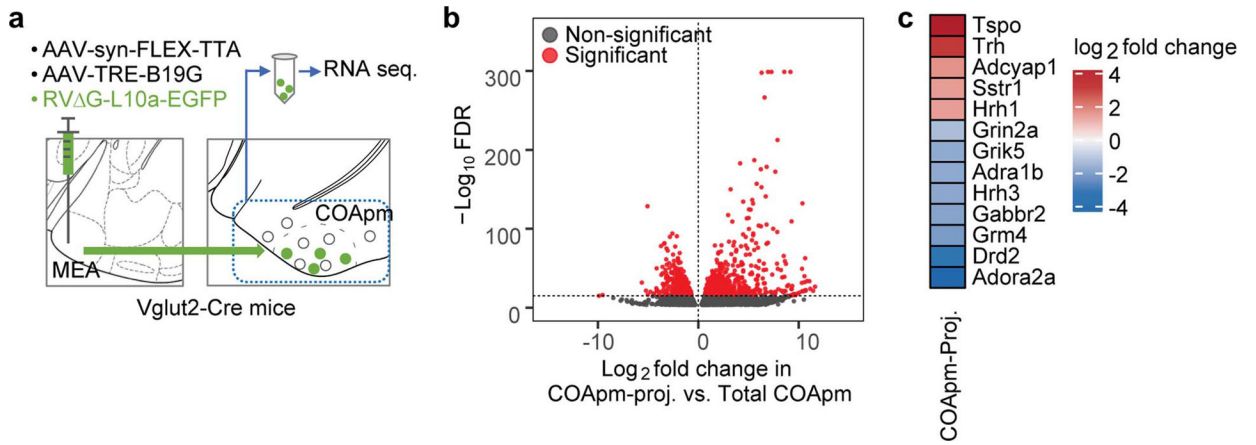 a
• AAV-syn-FLEX-TTA
• AAV-TRE-B19G
• RV∆G-L10a-EGFP
RNA seq.
MEA
COApm
Vglut2-Cre mice
b
Non-significant
Significant
300
200
100
0
−Log10 FDR
-10
0
10
Log2 fold change in
COApm-proj. vs. Total COApm
c
Tspo
Trh
Adcyap1
Sstr1
Hrh1
Grin2a
Grik5
Adra1b
Hrh3
Gabbr2
Grm4
Drd2
Adora2a
COApm-Proj.
log2 fold change
4
2
0
-2
-4